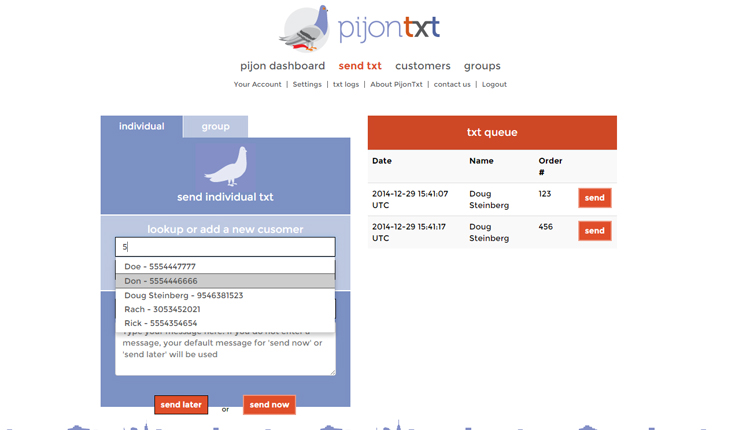 pijontxt
pijon dashboard send txt customers groups
Your Account | Settings | txt logs | About PijonTxt | contact us | Logout
individual group
send individual txt
lookup or add a new cusomer
5
Doe - 5554447777
Don - 5554446666
Doug Steinberg - 9546381523
Rach - 3053452021
Rick - 5554354654
Type your message here. If you do not enter a
message, your default message for 'send now' or
'send later' will be used
send later or send now
txt queue
Date Name Order
#
2014-12-29 15:41:07 Doug 123 send
UTC Steinberg
2014-12-29 15:41:17 Doug 456 send
UTC Steinberg